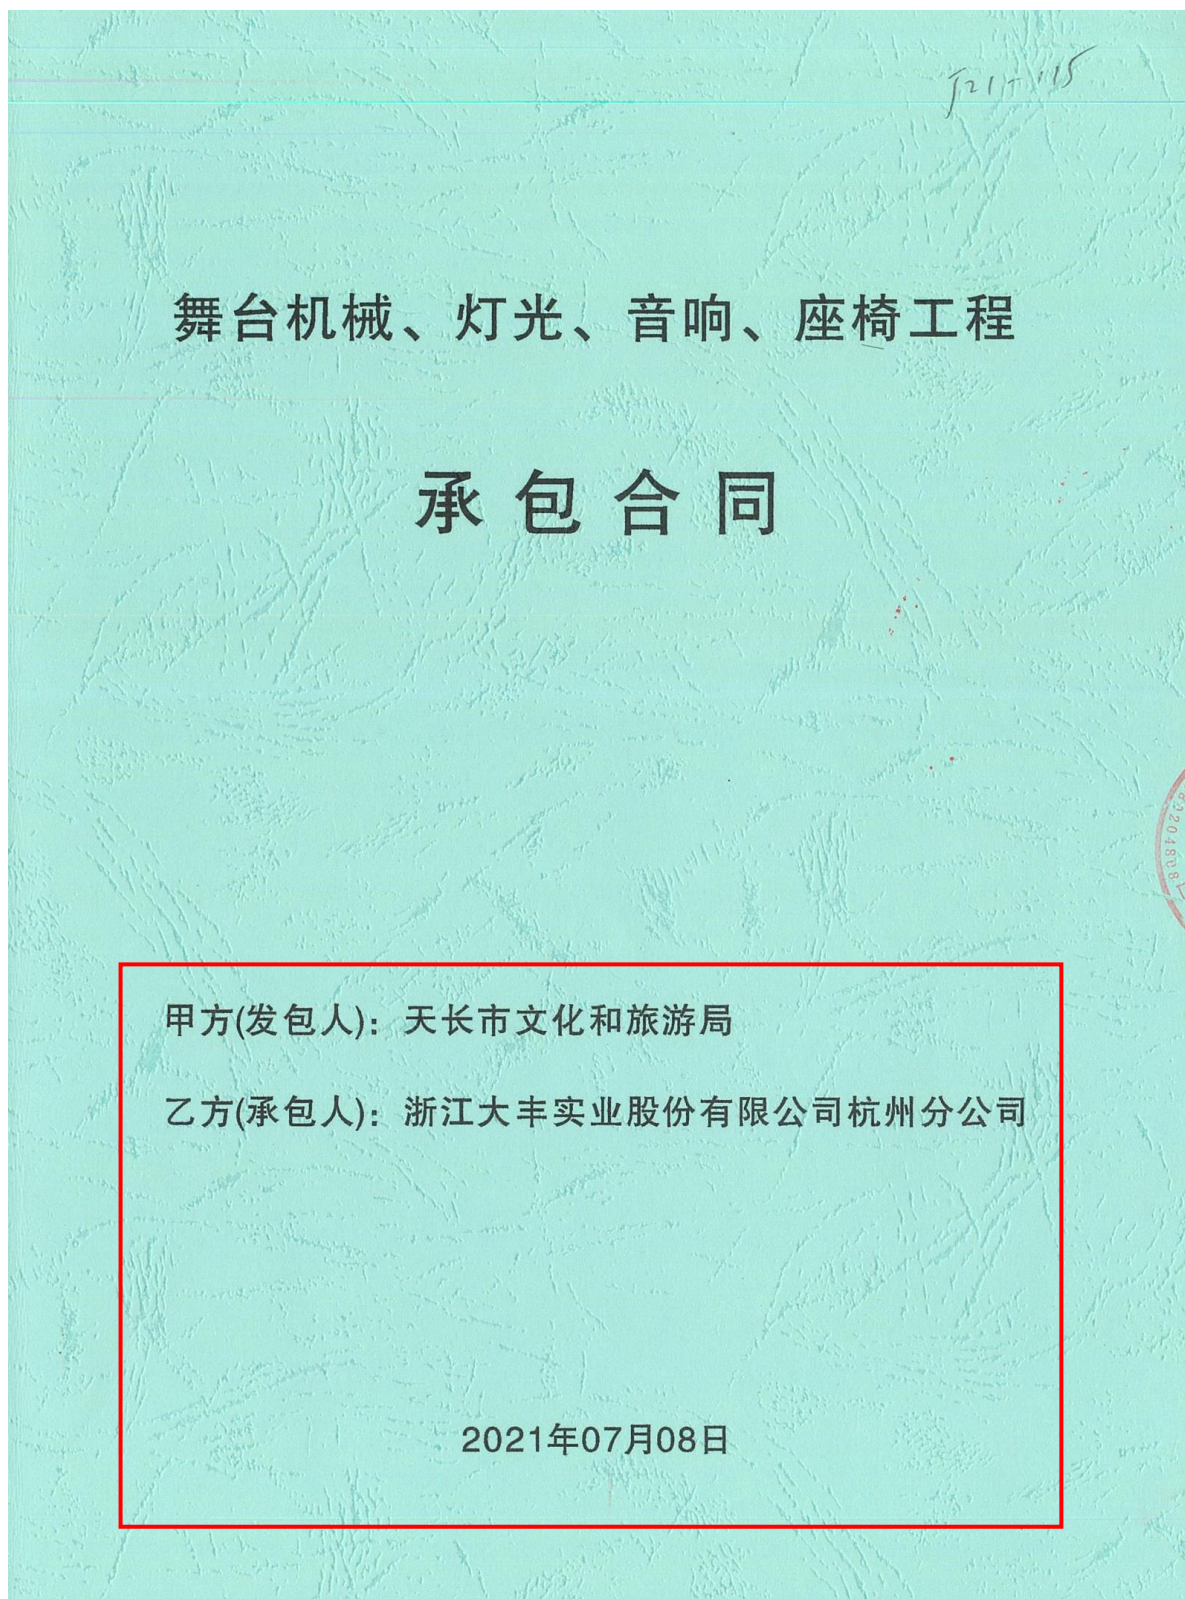 舞台机械、灯光、音响、座椅工程
承包合同
甲方(发包人)：天长市文化和旅游局
乙方(承包人)：浙江大丰实业股份有限公司杭州分公司
2021年07月08日